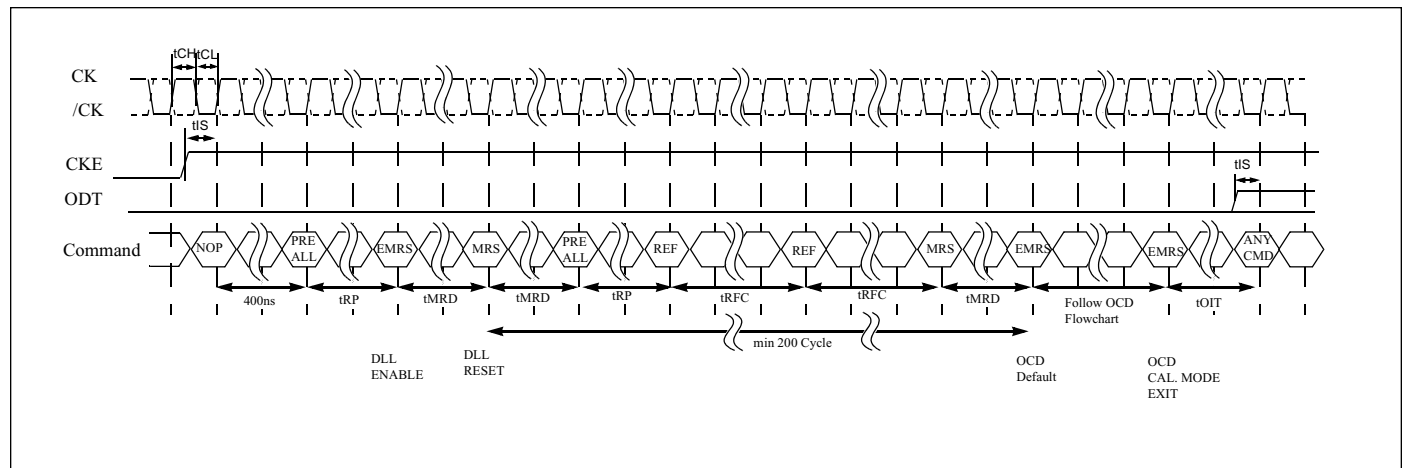 tCH tCL
CK
/CK
tIS
CKE
tIS
ODT
Command
NOP
PRE
ALL
EMRS
MRS
PRE
ALL
REF
REF
MRS
EMRS
EMRS
ANY
CMD
400ns
tRP
tMRD
tMRD
tRP
tRFC
tRFC
tMRD
Follow OCD
Flowchart
tOIT
min 200 Cycle
DLL
ENABLE
DLL
RESET
OCD
Default
OCD
CAL. MODE
EXIT